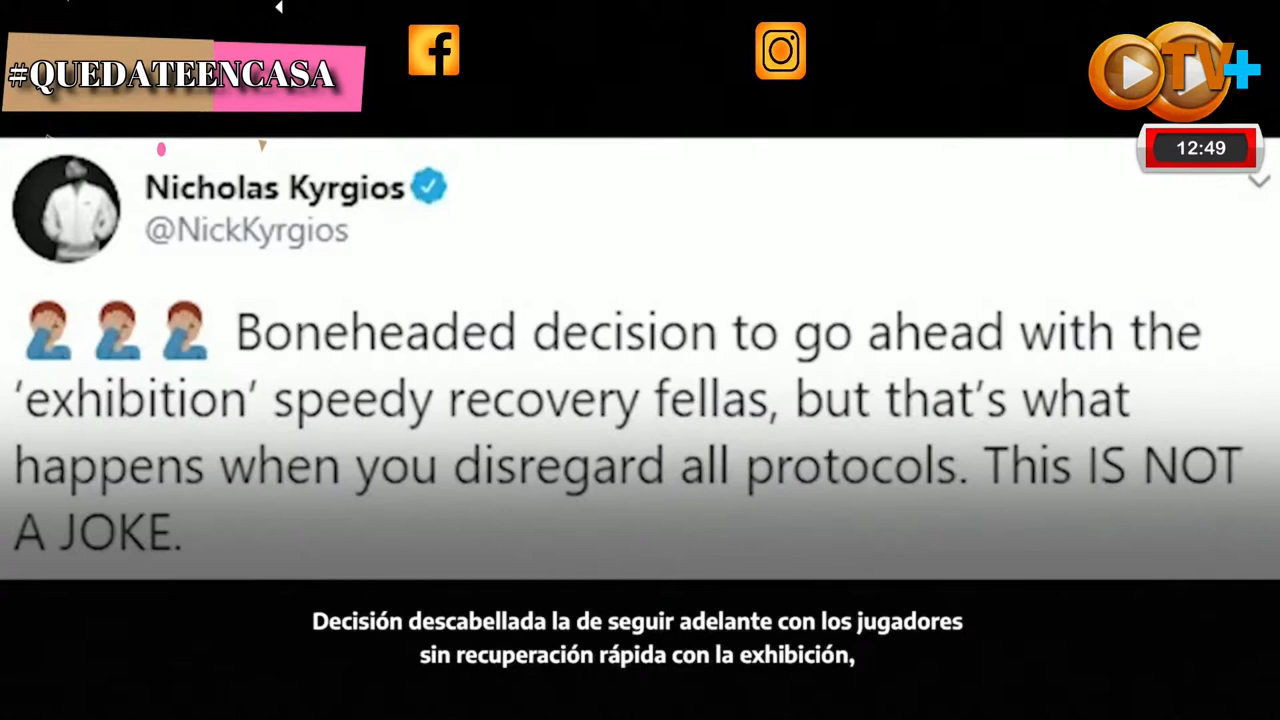 #QUEDATEENCASA
TV+
12:49
Nicholas Kyrgios
@NickKyrgios
🤦🏽‍♂️ 🤦🏽‍♂️ 🤦🏽‍♂️ Boneheaded decision to go ahead with the
‘exhibition’ speedy recovery fellas, but that’s what
happens when you disregard all protocols. This IS NOT
A JOKE.
Decisión descabellada la de seguir adelante con los jugadores
sin recuperación rápida con la exhibición,